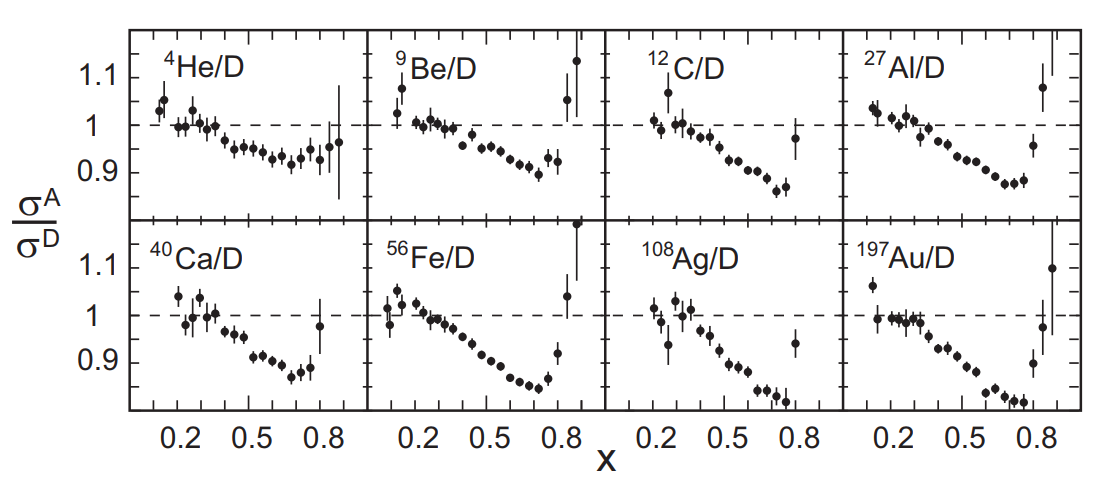 ⁴He/D ⁹Be/D ¹²C/D ²⁷Al/D
1.1
1
0.9
σᴬ
σᴰ
⁴⁰Ca/D ⁵⁶Fe/D ¹⁰⁸Ag/D ¹⁹⁷Au/D
1.1
1
0.9
0.2 0.5 0.8 0.2 0.5 0.8 0.2 0.5 0.8 0.2 0.5 0.8
x